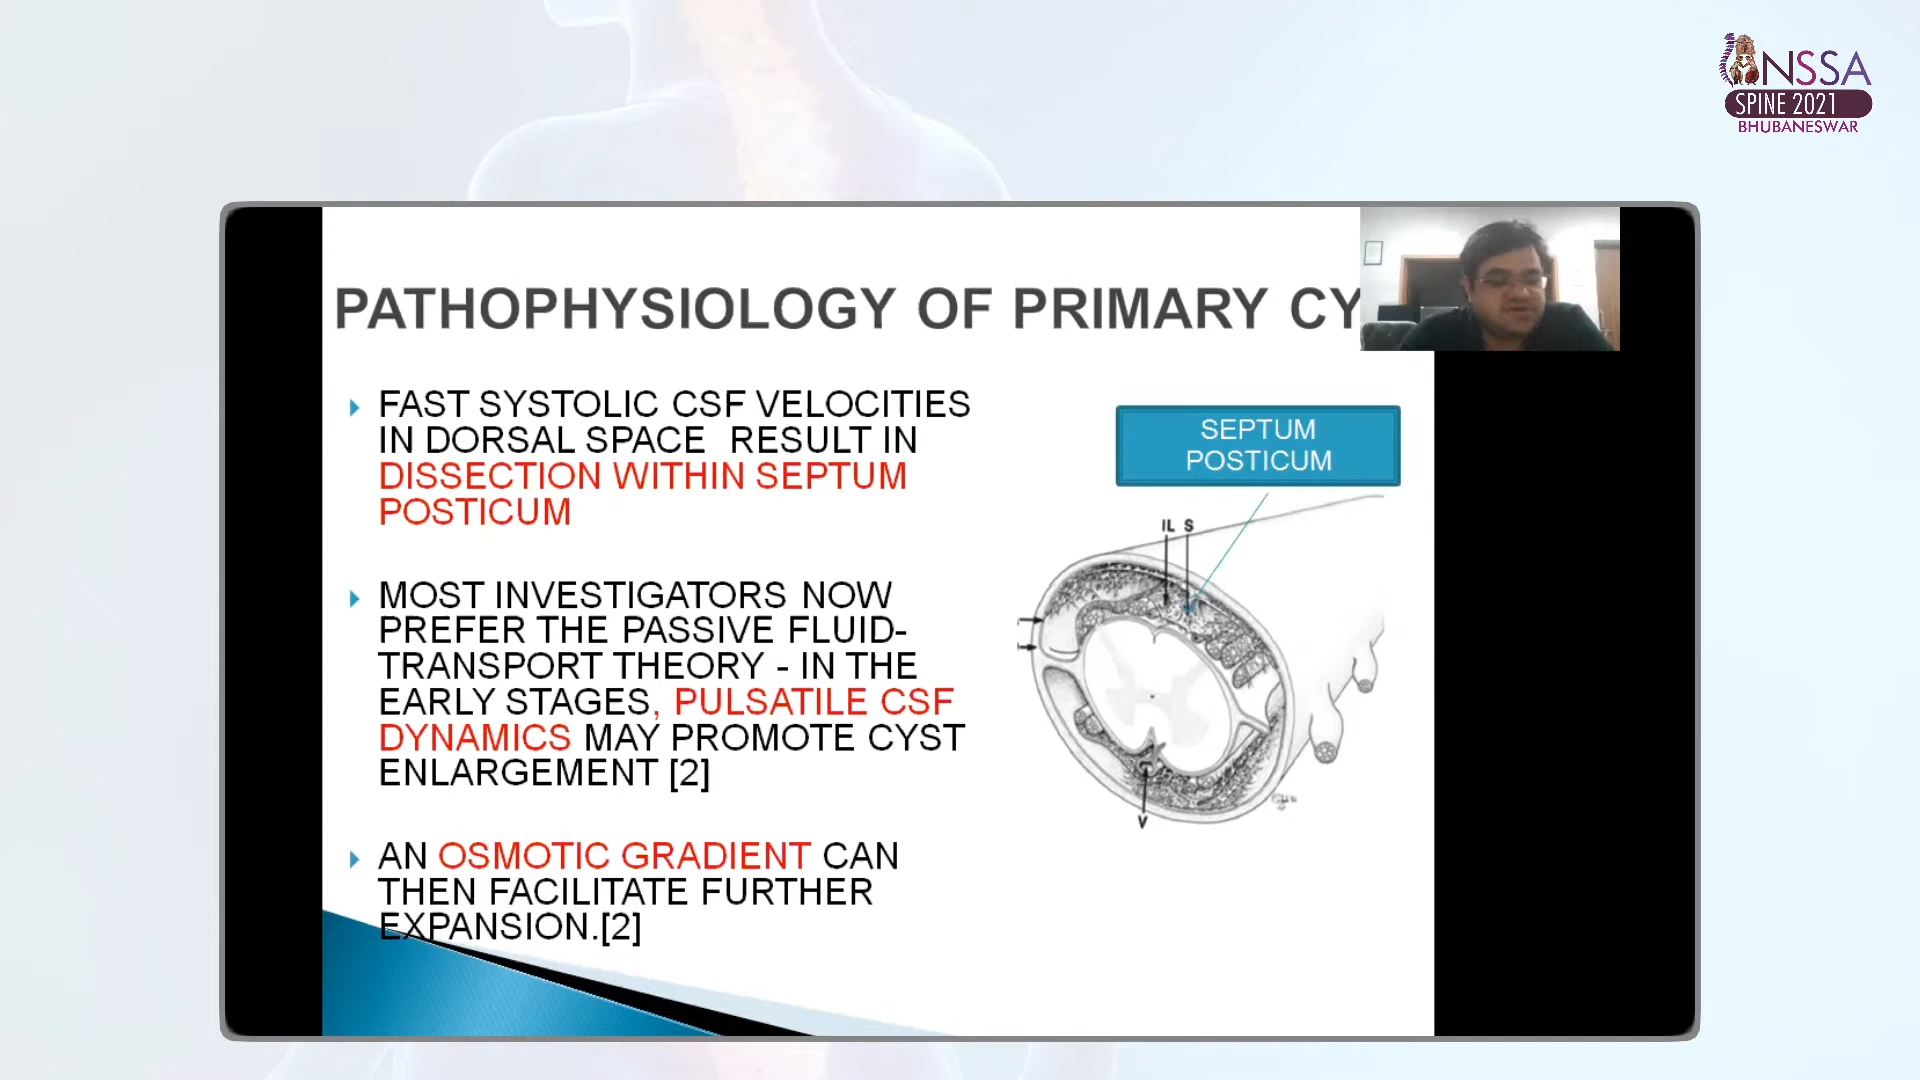 NSSA
SPINE 2021
BHUBANESWAR
PATHOPHYSIOLOGY OF PRIMARY CY
FAST SYSTOLIC CSF VELOCITIES
IN DORSAL SPACE RESULT IN
DISSECTION WITHIN SEPTUM
POSTICUM
MOST INVESTIGATORS NOW
PREFER THE PASSIVE FLUID-
TRANSPORT THEORY - IN THE
EARLY STAGES, PULSATILE CSF
DYNAMICS MAY PROMOTE CYST
ENLARGEMENT [2]
AN OSMOTIC GRADIENT CAN
THEN FACILITATE FURTHER
EXPANSION.[2]
SEPTUM
POSTICUM
IL S
V